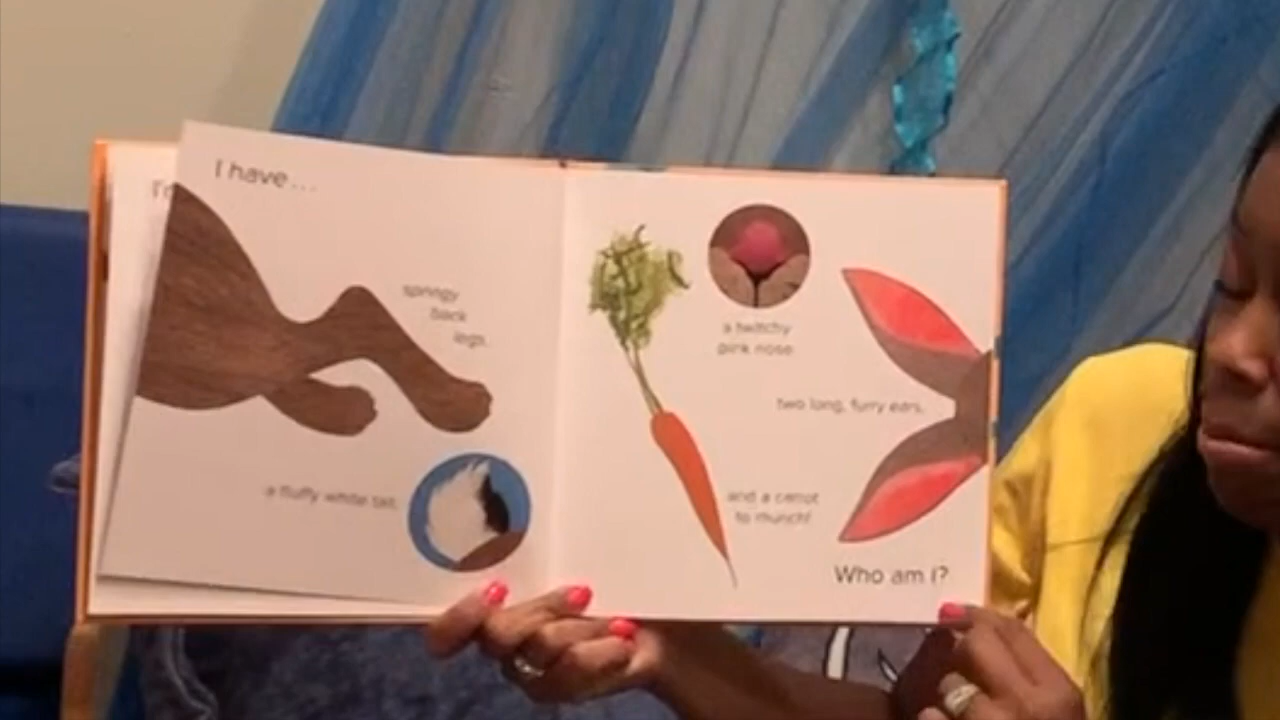 I'm
I have...
springy
back
legs,
a fluffy white tail,
a twitchy
pink nose
two long, furry ears,
and a carrot
to munch!
Who am I?